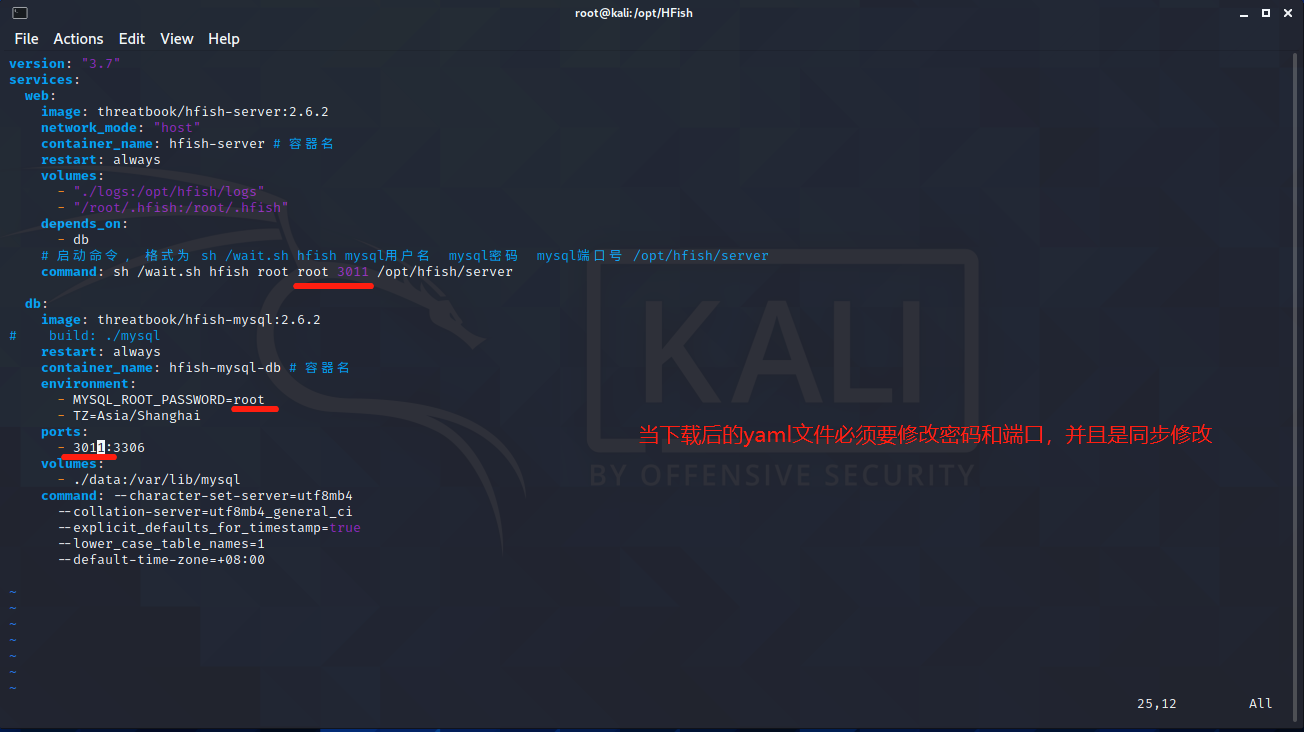 root@kali:/opt/HFish
File Actions Edit View Help
version: "3.7"
services:
  web:
    image: threatbook/hfish-server:2.6.2
    network_mode: "host"
    container_name: hfish-server # 容器名
    restart: always
    volumes:
      - "./logs:/opt/hfish/logs"
      - "/root/.hfish:/root/.hfish"
    depends_on:
      - db
    # 启动命令， 格式为 sh /wait.sh hfish mysql用户名  mysql密码  mysql端口号 /opt/hfish/server
    command: sh /wait.sh hfish root root 3011 /opt/hfish/server
  db:
    image: threatbook/hfish-mysql:2.6.2
#    build: ./mysql
    restart: always
    container_name: hfish-mysql-db # 容器名
    environment:
      - MYSQL_ROOT_PASSWORD=root
      - TZ=Asia/Shanghai
    ports:
      - 3011:3306
    volumes:
      - ./data:/var/lib/mysql
    command: --character-set-server=utf8mb4
      --collation-server=utf8mb4_general_ci
      --explicit_defaults_for_timestamp=true
      --lower_case_table_names=1
      --default-time-zone=+08:00
~
~
~
~
~
~
~
KALI
当下载后的yaml文件必须要修改密码和端口，并且是同步修改
BY OFFENSIVE SECURITY
25,12 All